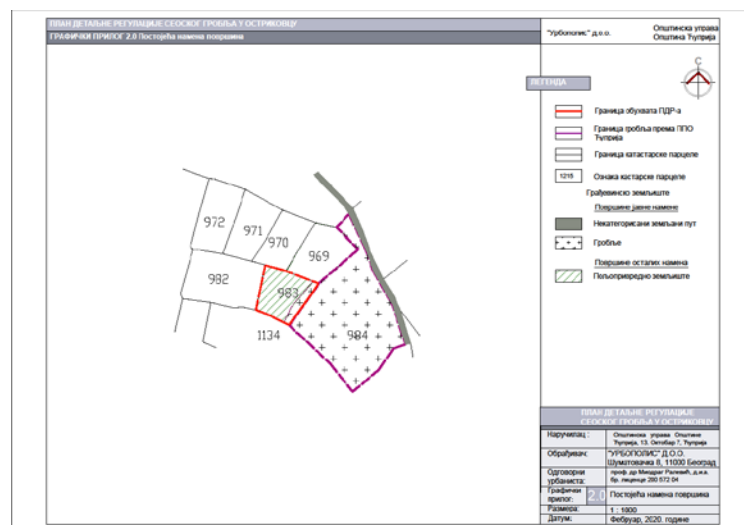 ПЛАН ДЕТАЉНЕ РЕГУЛАЦИЈЕ СЕОСКОГ ГРОБЉА У ОСТРИКОВЦУ
ГРАФИЧКИ ПРИЛОГ 2.0 Постојећа намена површина
"Урбополис" д.о.о.
Општинска управа
Општина Ћуприја
С
ЛЕГЕНДА
Граница обухвата ПДР-а
Граница гробља према ППО
Ћуприја
Граница катастарске парцеле
1215
Ознака кастарске парцеле
Грађевинско земљиште
Површине јавне намене
Некатегорисани земљани пут
Гробље
Површине осталих намена
Пољопривредно земљиште
972
971
970
969
982
983
984
1134
ПЛАН ДЕТАЉНЕ РЕГУЛАЦИЈЕ
СЕОСКОГ ГРОБЉА У ОСТРИКОВЦУ
Наручилац :
Општинска управа Општине
Ћуприја, 13. Октобар 7, Ћуприја
Обрађивач:
"УРБОПОЛИС" Д.О.О.
Шуматовачка 8, 11000 Београд
Одговорни
урбаниста:
проф. др Миодраг Ралевић, д.и.а.
бр. лиценце 200 572 04
Графички
прилог:
2.0
Постојећа намена површина
Размера:
1 : 1000
Датум:
Фебруар, 2020. године